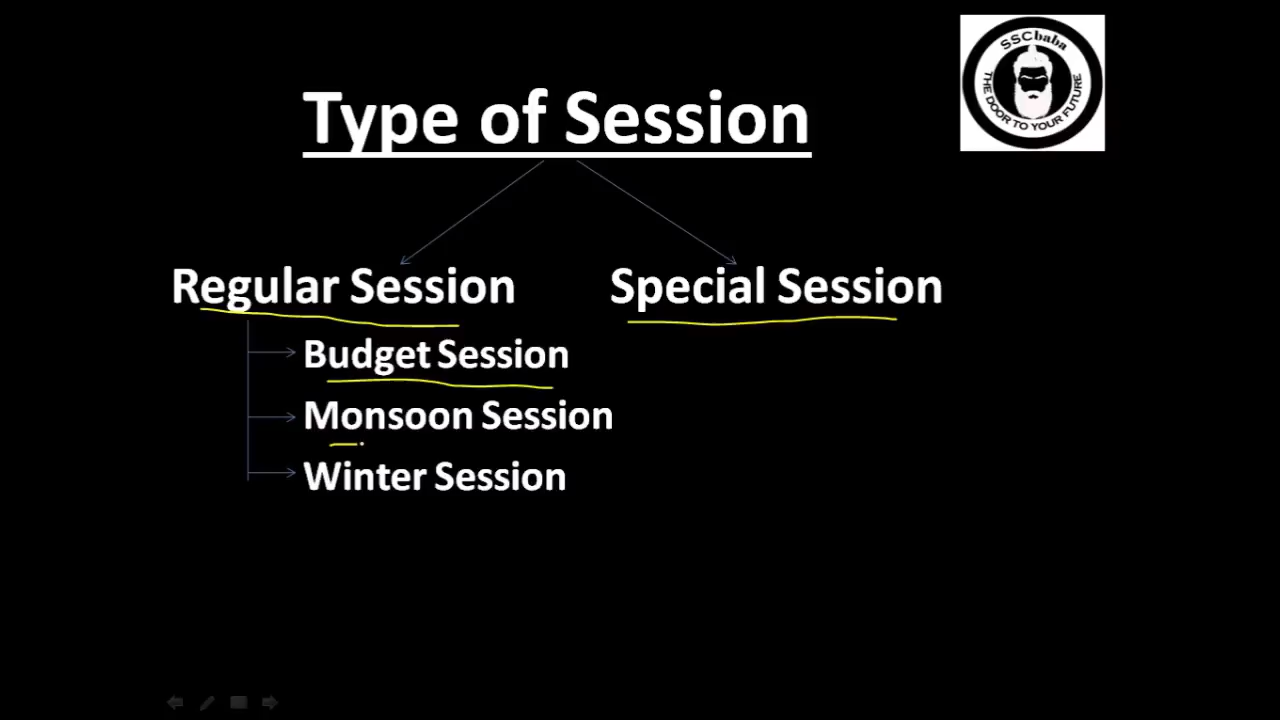 SSCbaba
THE DOOR TO YOUR FUTURE
Type of Session
Regular Session
Special Session
Budget Session
Monsoon Session
Winter Session